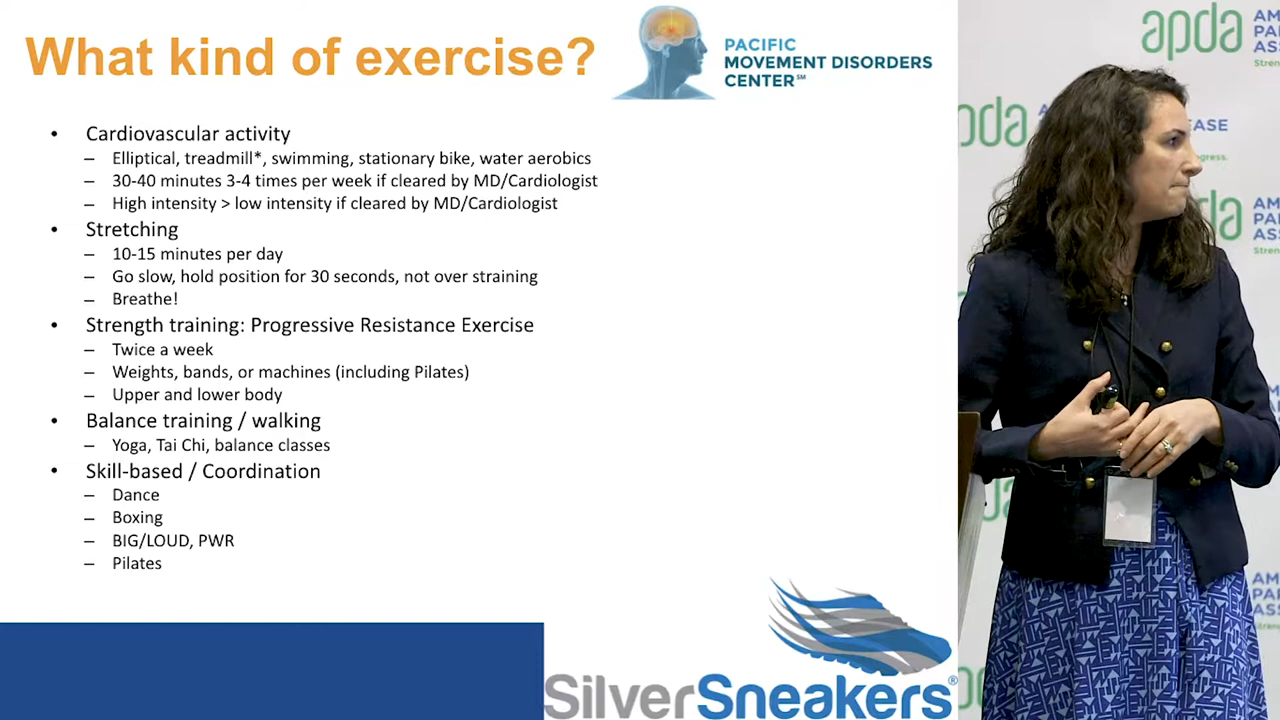 What kind of exercise?
PACIFIC
MOVEMENT DISORDERS
CENTER℠
• Cardiovascular activity
– Elliptical, treadmill*, swimming, stationary bike, water aerobics
– 30-40 minutes 3-4 times per week if cleared by MD/Cardiologist
– High intensity > low intensity if cleared by MD/Cardiologist
• Stretching
– 10-15 minutes per day
– Go slow, hold position for 30 seconds, not over straining
– Breathe!
• Strength training: Progressive Resistance Exercise
– Twice a week
– Weights, bands, or machines (including Pilates)
– Upper and lower body
• Balance training / walking
– Yoga, Tai Chi, balance classes
• Skill-based / Coordination
– Dance
– Boxing
– BIG/LOUD, PWR
– Pilates
SilverSneakers®
apda